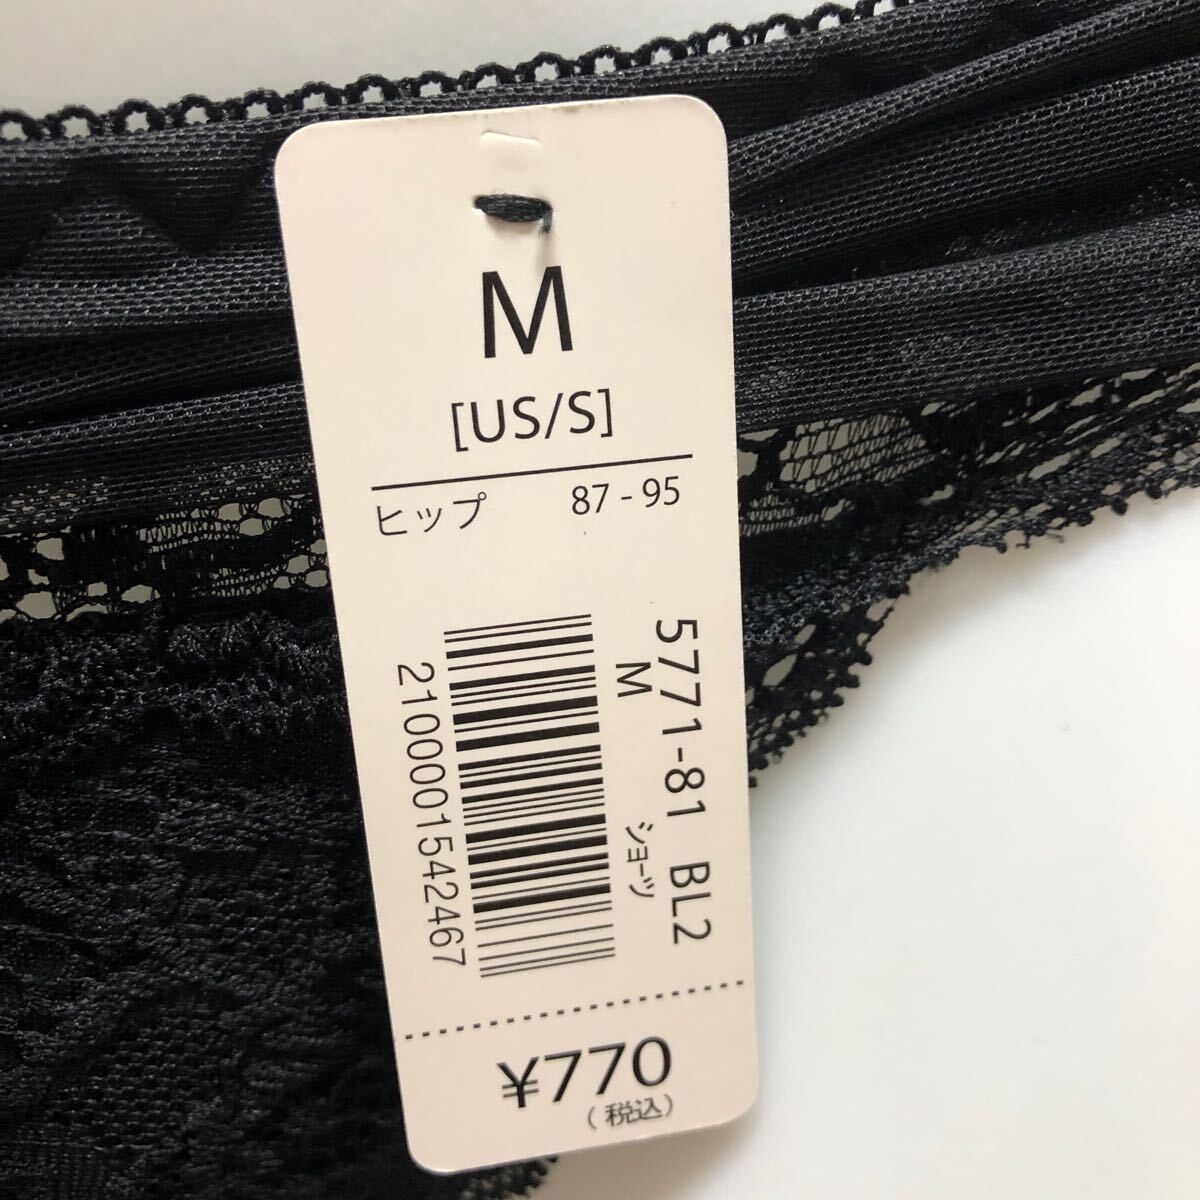 M
[US/S]
ヒップ 87 - 95
5771-81 BL2
M ショーツ
2100001542467
¥770
(税込)